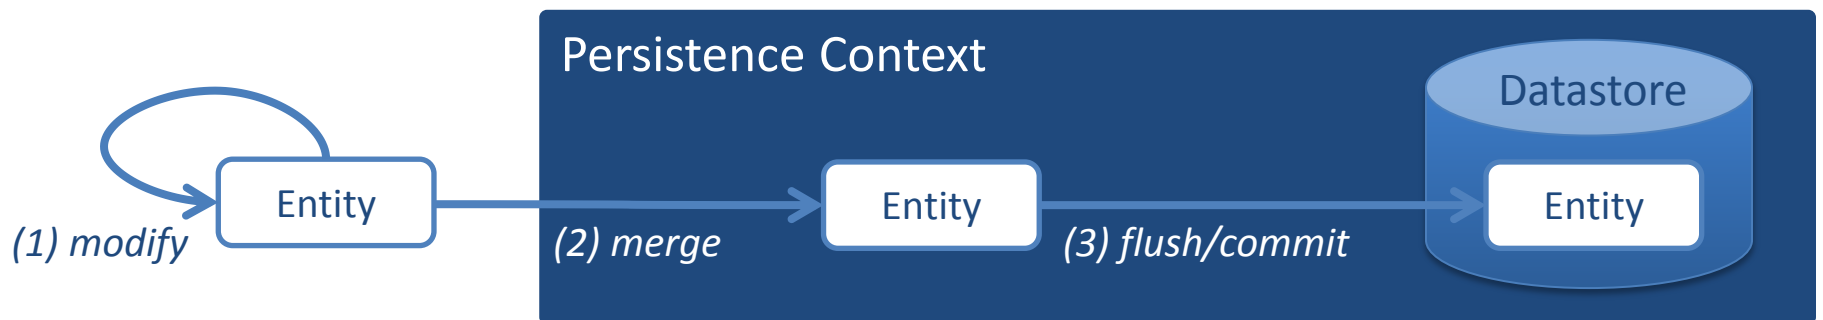 Persistence Context
Datastore
Entity
Entity
Entity
(1) modify
(2) merge
(3) flush/commit